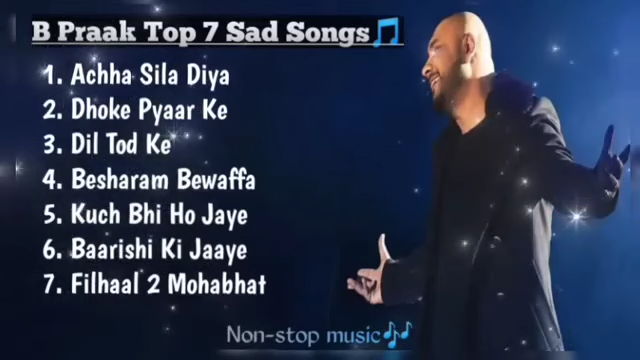 B Praak Top 7 Sad Songs🎵
1. Achha Sila Diya
2. Dhoke Pyaar Ke
3. Dil Tod Ke
4. Besharam Bewaffa
5. Kuch Bhi Ho Jaye
6. Baarishi Ki Jaaye
7. Filhaal 2 Mohabhat
Non-stop music🎶